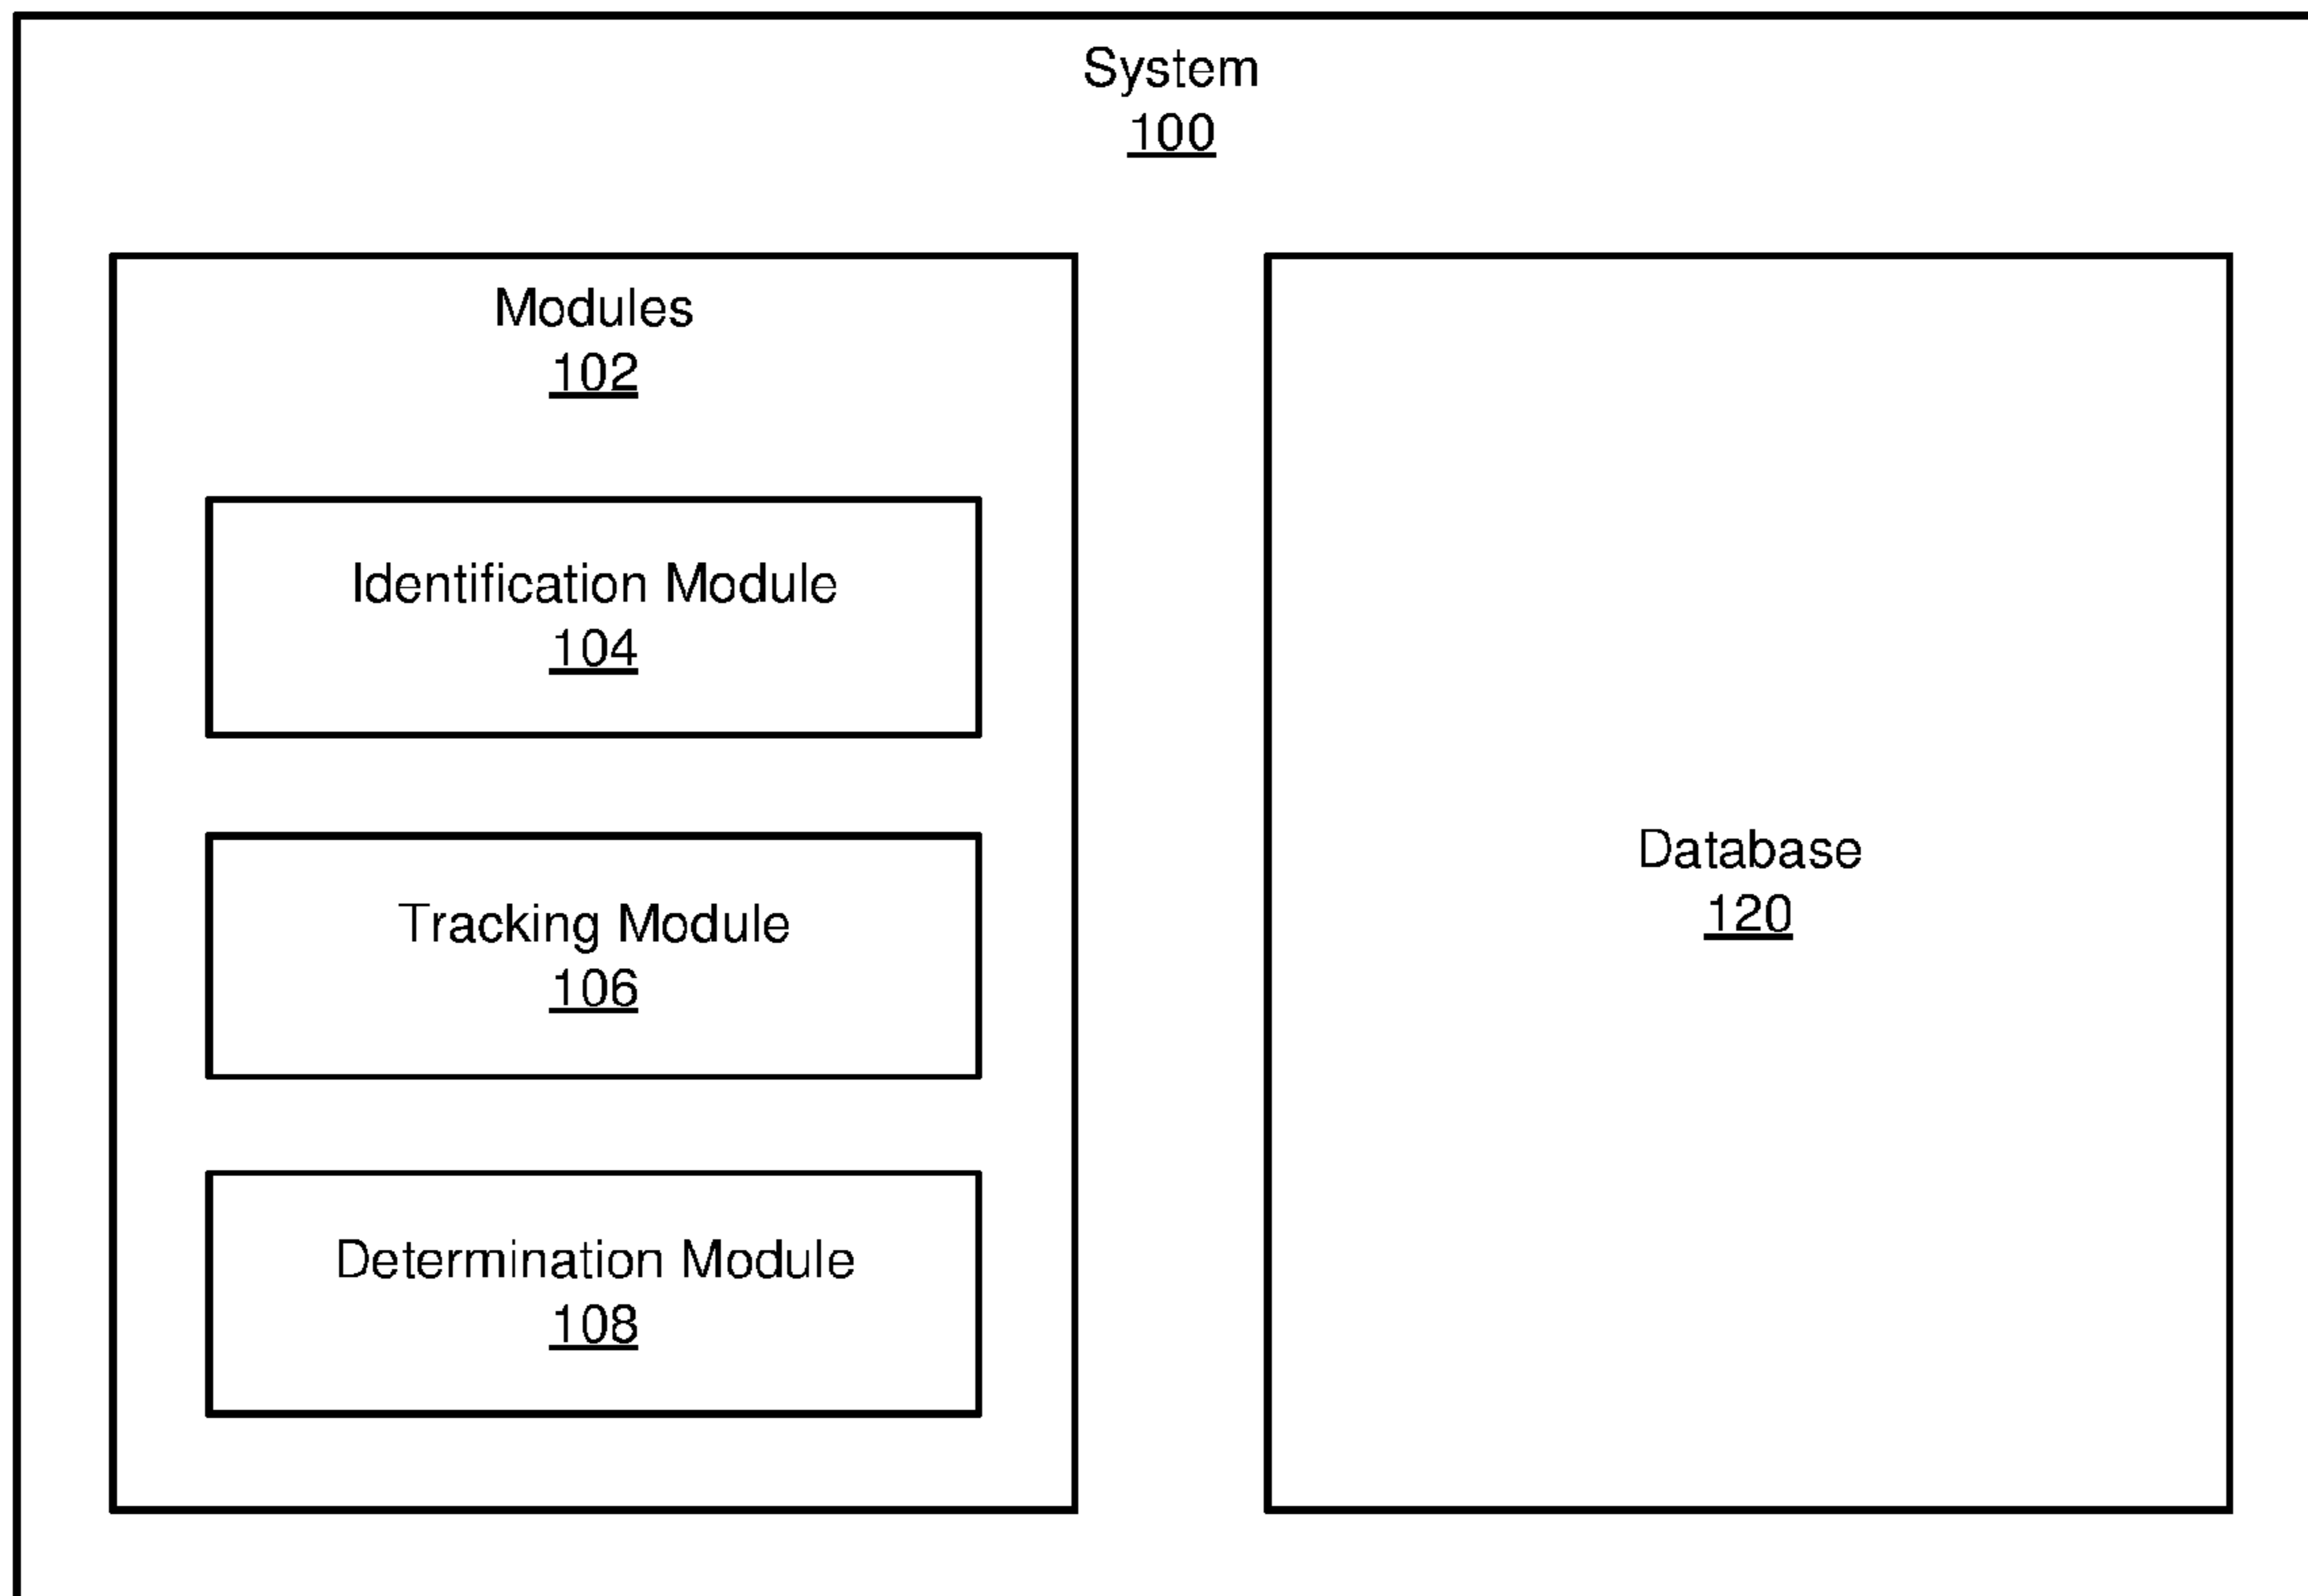 System
100
Modules
102
Identification Module
104
Tracking Module
106
Determination Module
108
Database
120